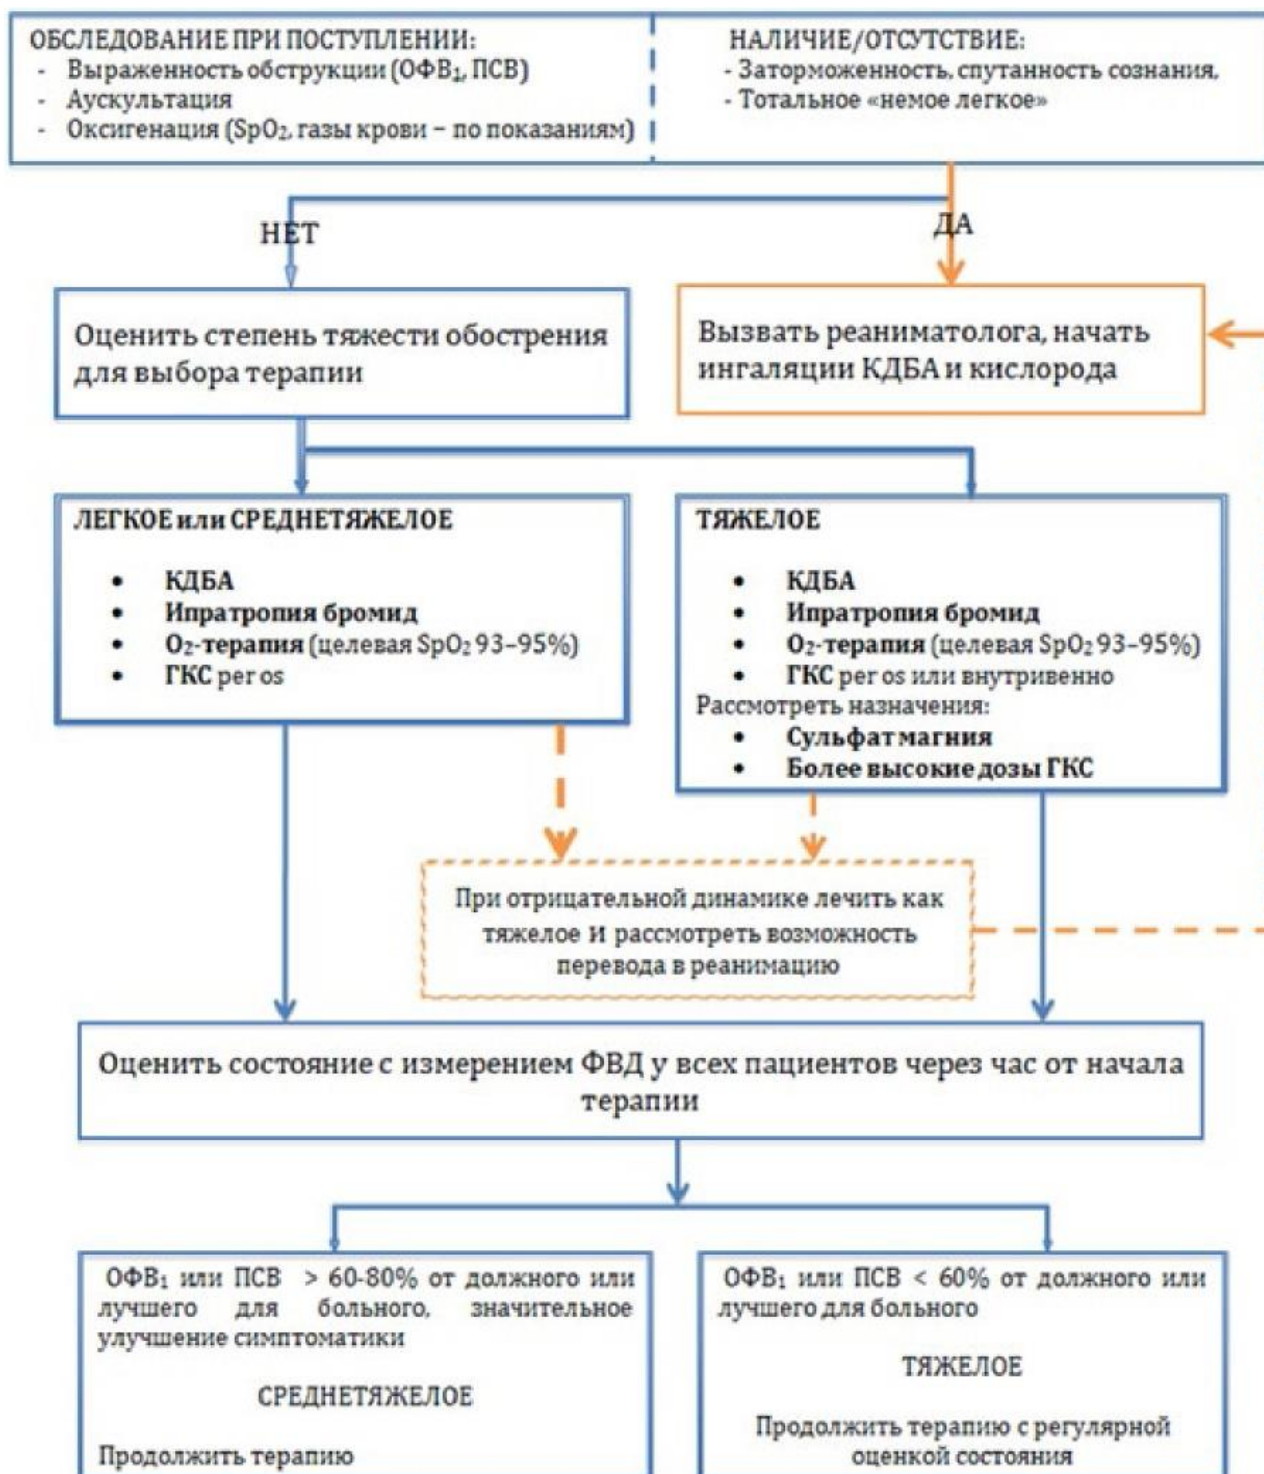 ОБСЛЕДОВАНИЕ ПРИ ПОСТУПЛЕНИИ:
- Выраженность обструкции (ОФВ₁, ПСВ)
- Аускультация
- Оксигенация (SpO₂, газы крови – по показаниям)
НАЛИЧИЕ/ОТСУТСТВИЕ:
- Заторможенность, спутанность сознания,
- Тотальное «немое легкое»
НЕТ
ДА
Оценить степень тяжести обострения
для выбора терапии
Вызвать реаниматолога, начать
ингаляции КДБА и кислорода
ЛЕГКОЕ или СРЕДНЕТЯЖЕЛОЕ
• КДБА
• Ипратропия бромид
• O₂-терапия (целевая SpO₂ 93–95%)
• ГКС per os
ТЯЖЕЛОЕ
• КДБА
• Ипратропия бромид
• O₂-терапия (целевая SpO₂ 93–95%)
• ГКС per os или внутривенно
Рассмотреть назначения:
• Сульфат магния
• Более высокие дозы ГКС
При отрицательной динамике лечить как
тяжелое и рассмотреть возможность
перевода в реанимацию
Оценить состояние с измерением ФВД у всех пациентов через час от начала
терапии
ОФВ₁ или ПСВ > 60-80% от должного или
лучшего для больного, значительное
улучшение симптоматики
СРЕДНЕТЯЖЕЛОЕ
Продолжить терапию
ОФВ₁ или ПСВ < 60% от должного или
лучшего для больного
ТЯЖЕЛОЕ
Продолжить терапию с регулярной
оценкой состояния